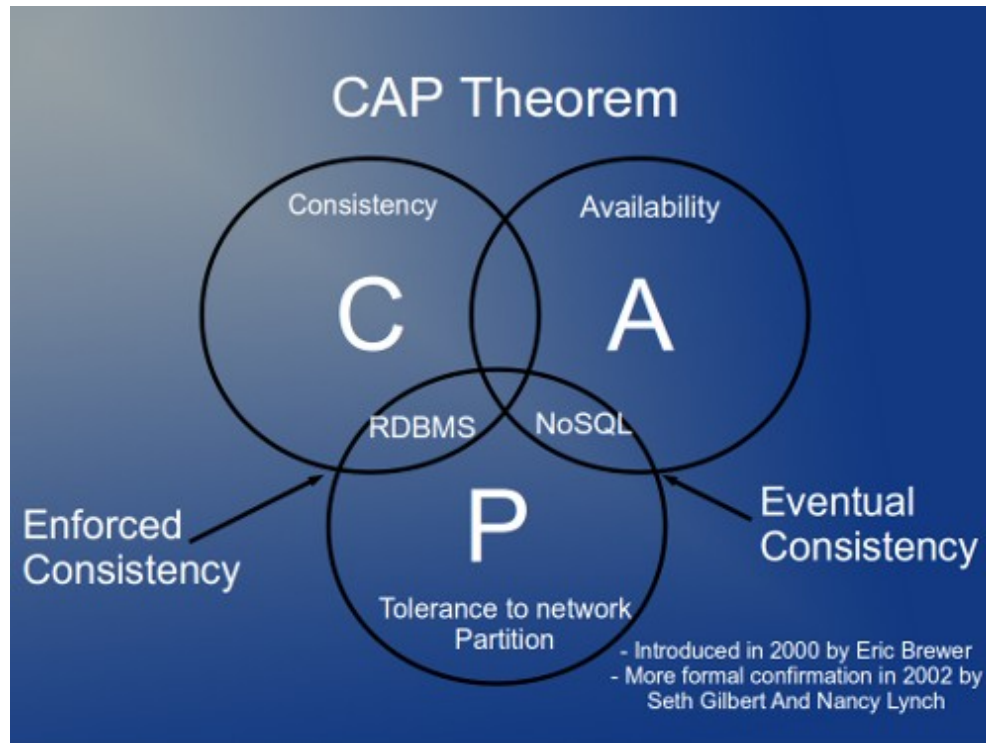 CAP Theorem
Consistency
Availability
C
A
RDBMS
NoSQL
Enforced
Consistency
P
Eventual
Consistency
Tolerance to network
Partition
- Introduced in 2000 by Eric Brewer
- More formal confirmation in 2002 by
Seth Gilbert And Nancy Lynch